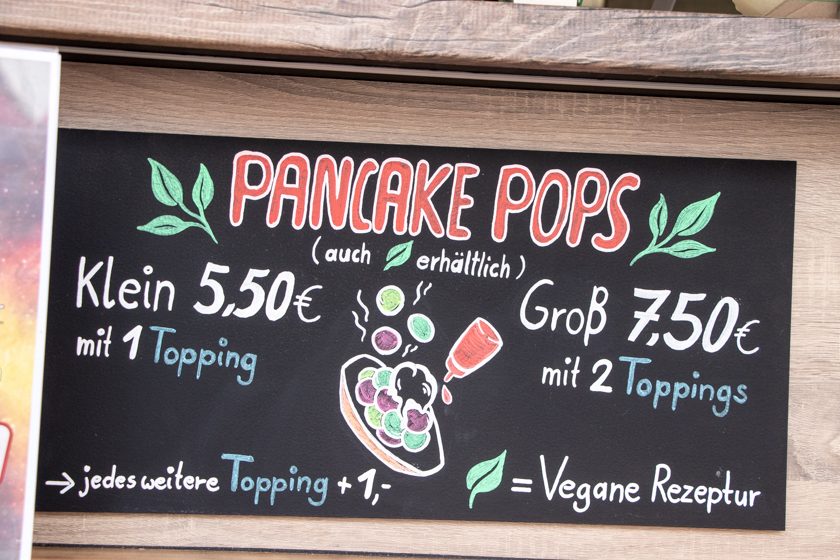 PANCAKE POPS
(auch erhältlich)
Klein 5,50€
mit 1 Topping
Groß 7,50€
mit 2 Toppings
→ jedes weitere Topping + 1,-
= Vegane Rezeptur